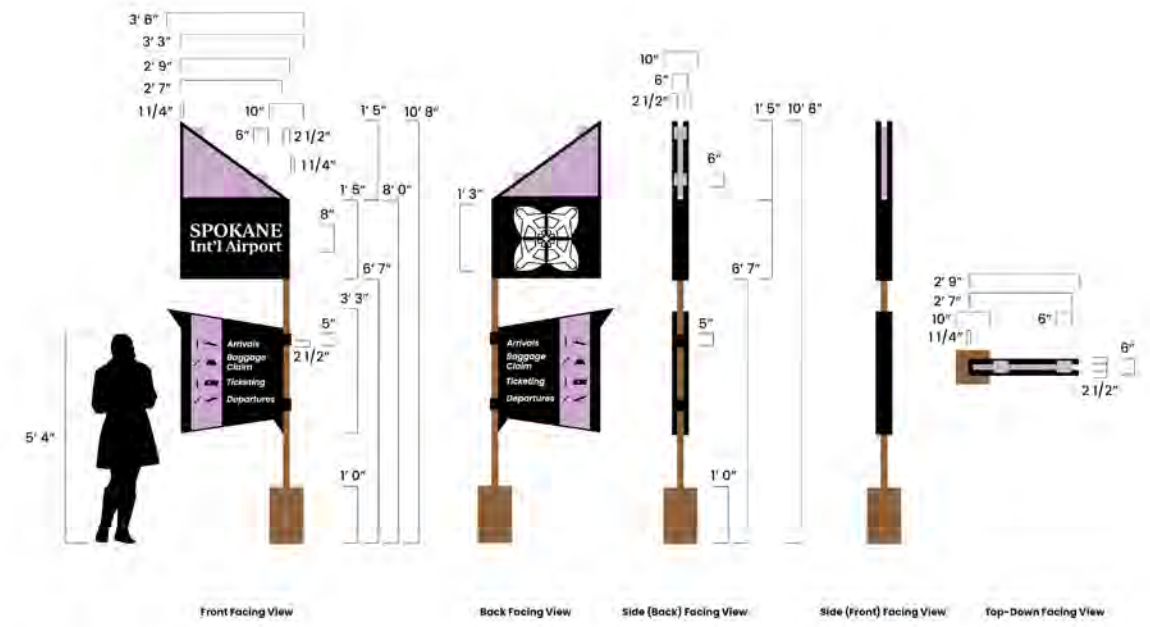 3' 6"
3' 3"
2' 9"
2' 7"
1 1/4"
10"
6"
2 1/2"
1 1/4"
1' 5"
10' 8"
1' 5"
8' 0"
8"
6' 7"
3' 3"
5"
2 1/2"
1' 0"
5' 4"
SPOKANE
Int'l Airport
Arrivals
Baggage
Claim
Ticketing
Departures
Front Facing View
1' 3"
Arrivals
Baggage
Claim
Ticketing
Departures
Back Facing View
10"
6"
2 1/2"
6"
1' 5"
10' 6"
6' 7"
5"
1' 0"
Side (Back) Facing View
Side (Front) Facing View
2' 9"
2' 7"
10"
6"
1 1/4"
6"
2 1/2"
Top-Down Facing View